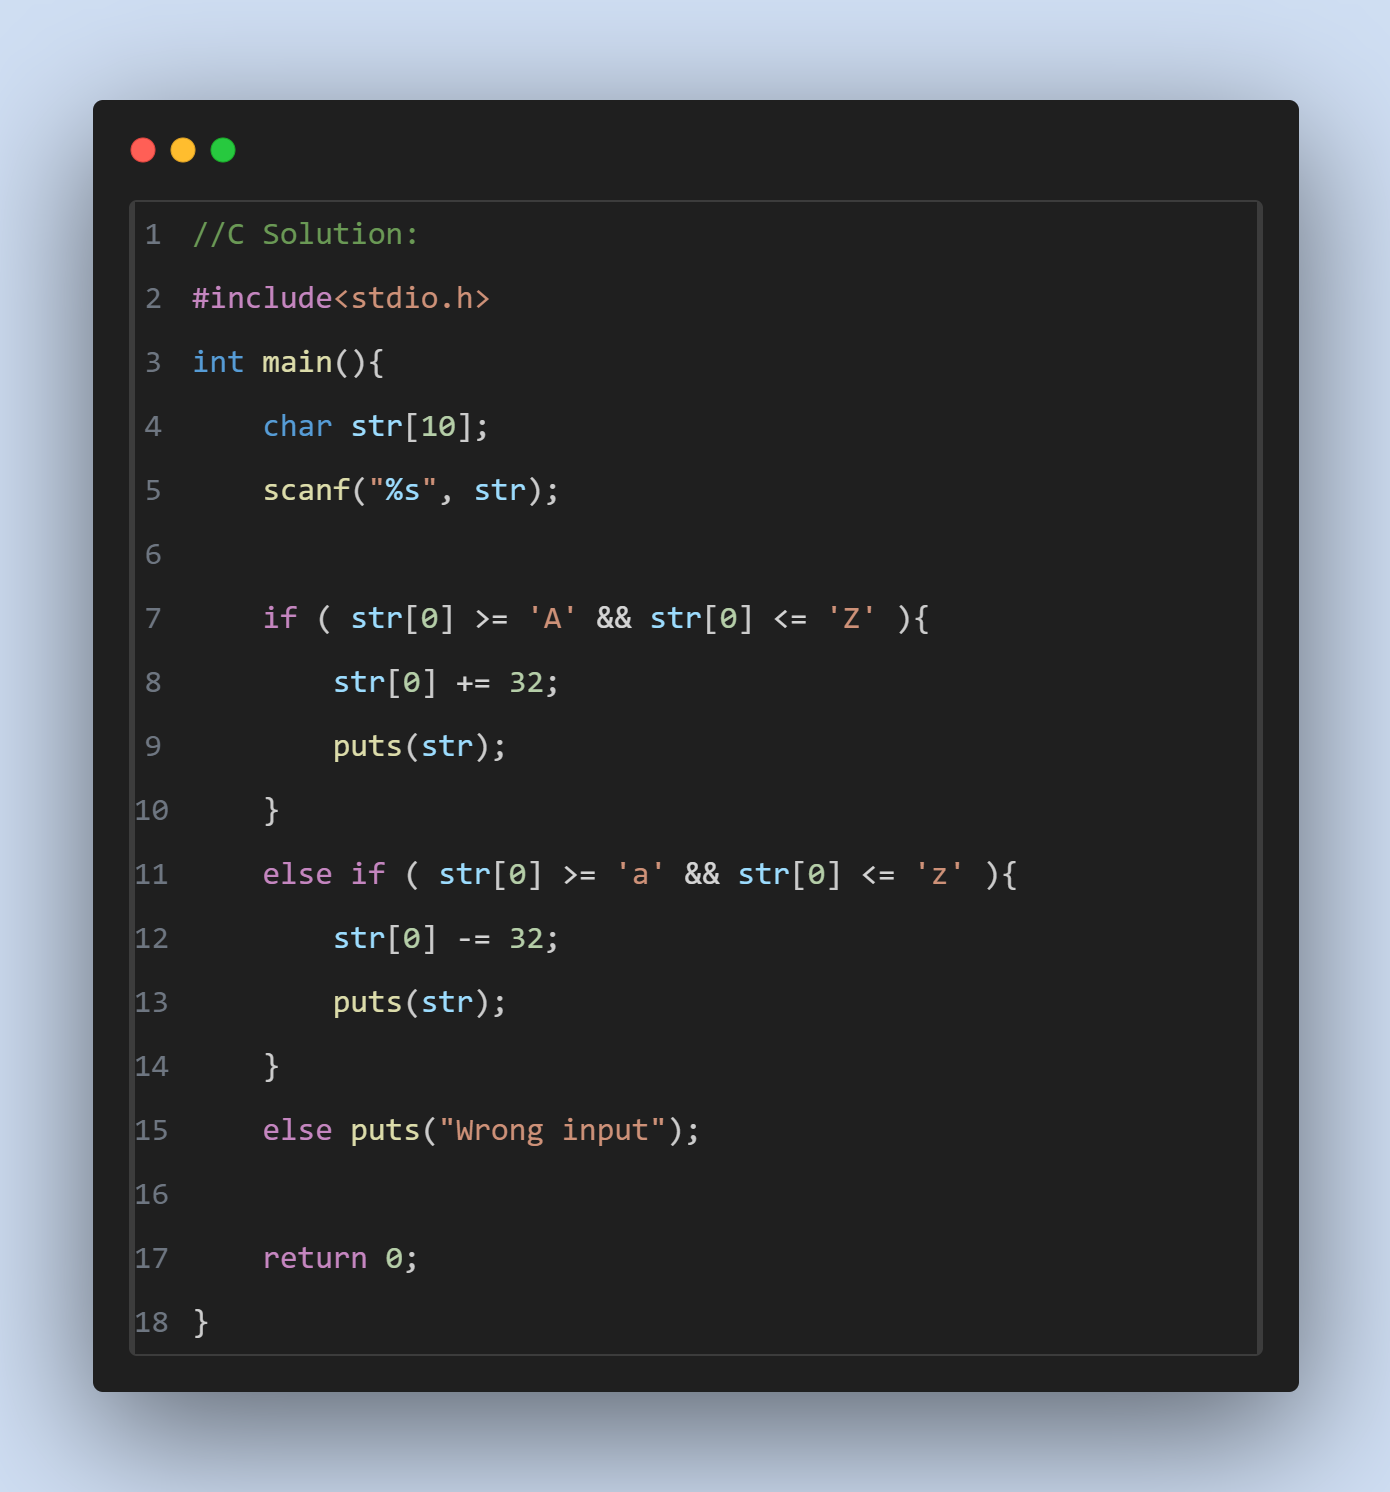 1 //C Solution:
2 #include<stdio.h>
3 int main(){
4     char str[10];
5     scanf("%s", str);
6
7     if ( str[0] >= 'A' && str[0] <= 'Z' ){
8         str[0] += 32;
9         puts(str);
10     }
11     else if ( str[0] >= 'a' && str[0] <= 'z' ){
12         str[0] -= 32;
13         puts(str);
14     }
15     else puts("Wrong input");
16
17     return 0;
18 }